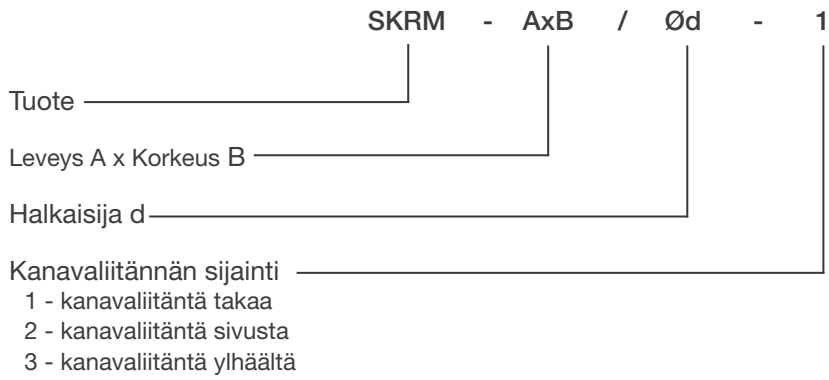 SKRM - AxB / Ød - 1
Tuote
Leveys A x Korkeus B
Halkaisija d
Kanavaliitännän sijainti
1 - kanavaliitäntä takaa
2 - kanavaliitäntä sivusta
3 - kanavaliitäntä ylhäältä